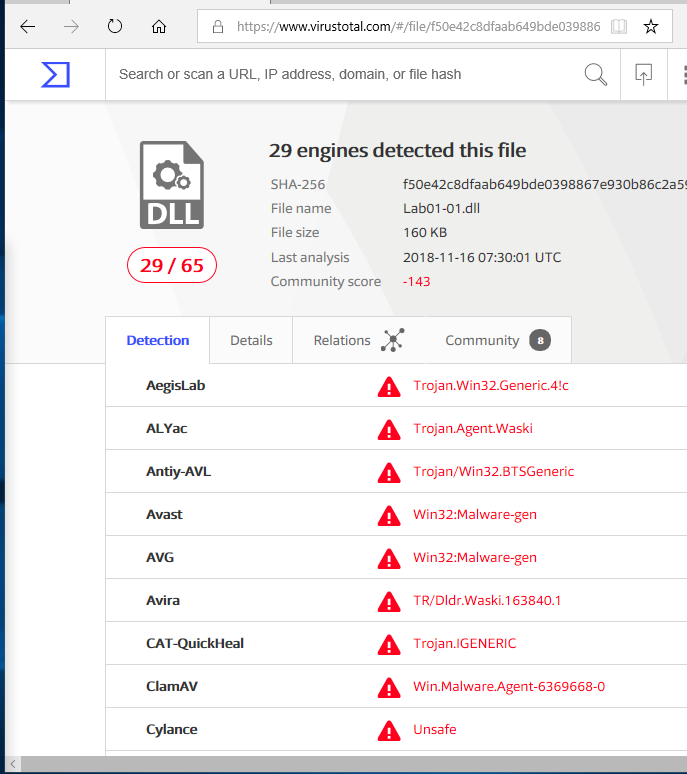 https://www.virustotal.com/#/file/f50e42c8dfaab649bde039886
Search or scan a URL, IP address, domain, or file hash
DLL
29 / 65
29 engines detected this file
SHA-256 f50e42c8dfaab649bde0398867e930b86c2a59
File name Lab01-01.dll
File size 160 KB
Last analysis 2018-11-16 07:30:01 UTC
Community score -143
Detection Details Relations Community 8
AegisLab Trojan.Win32.Generic.4!c
ALYac Trojan.Agent.Waski
Antiy-AVL Trojan/Win32.BTSGeneric
Avast Win32:Malware-gen
AVG Win32:Malware-gen
Avira TR/Dldr.Waski.163840.1
CAT-QuickHeal Trojan.IGENERIC
ClamAV Win.Malware.Agent-6369668-0
Cylance Unsafe